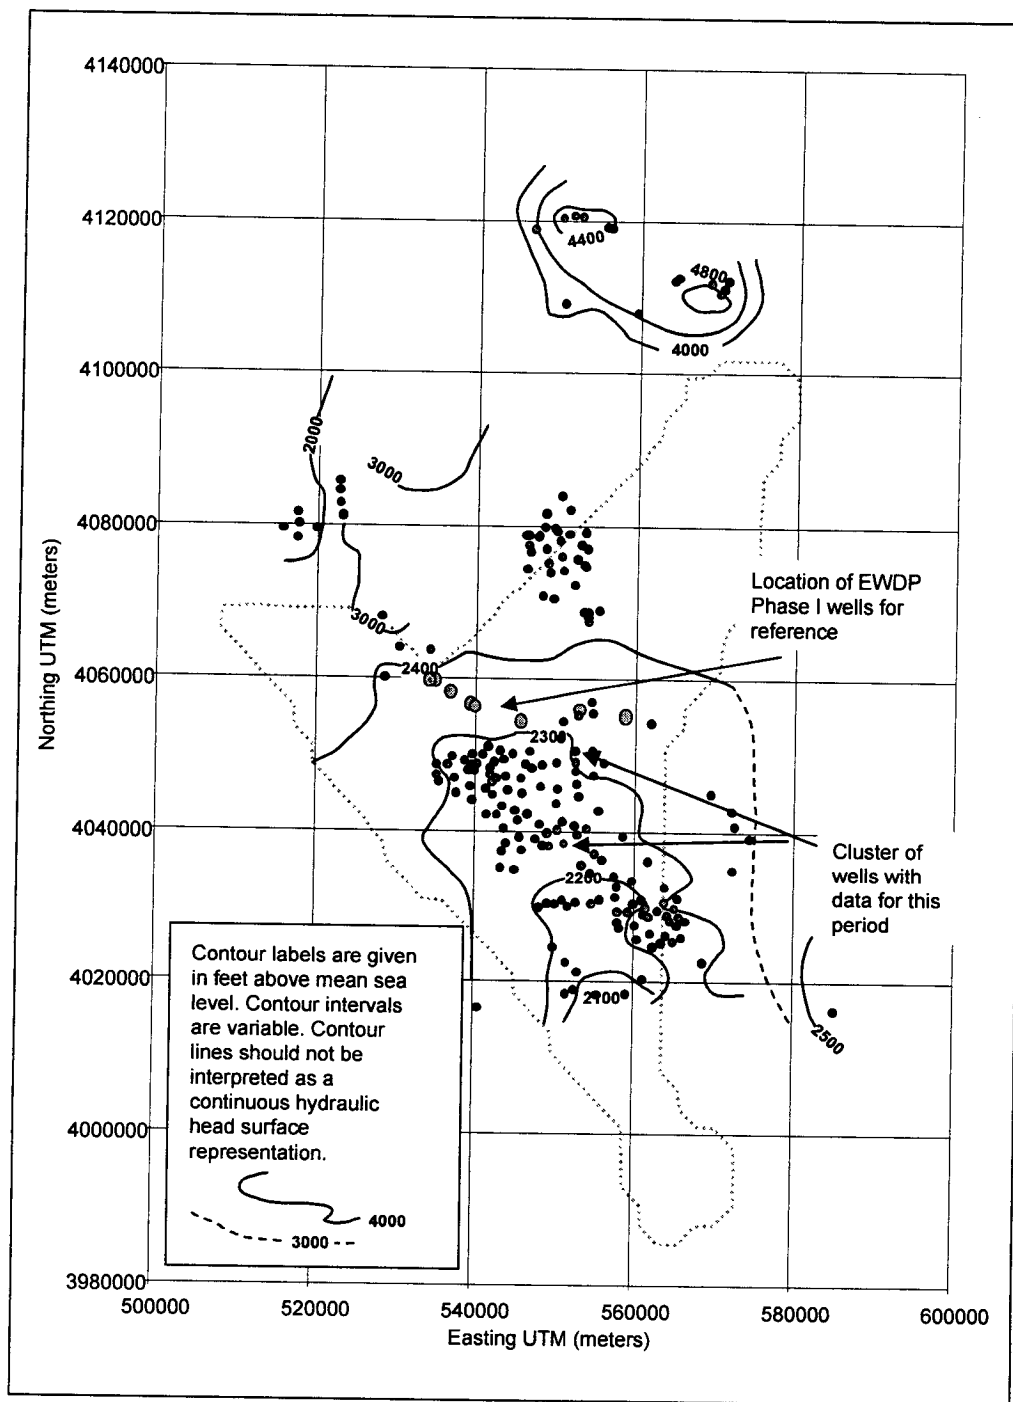 4140000
4120000
4400
4800
4000
4100000
2000
3000
4080000
Location of EWDP
Phase I wells for
reference
3000
2400
4060000
Northing UTM (meters)
2300
4040000
Cluster of
wells with
data for this
period
2200
4020000
2100
2500
Contour labels are given
in feet above mean sea
level. Contour intervals
are variable. Contour
lines should not be
interpreted as a
continuous hydraulic
head surface
representation.
4000
3000
4000000
3980000
500000 520000 540000 560000 580000 600000
Easting UTM (meters)